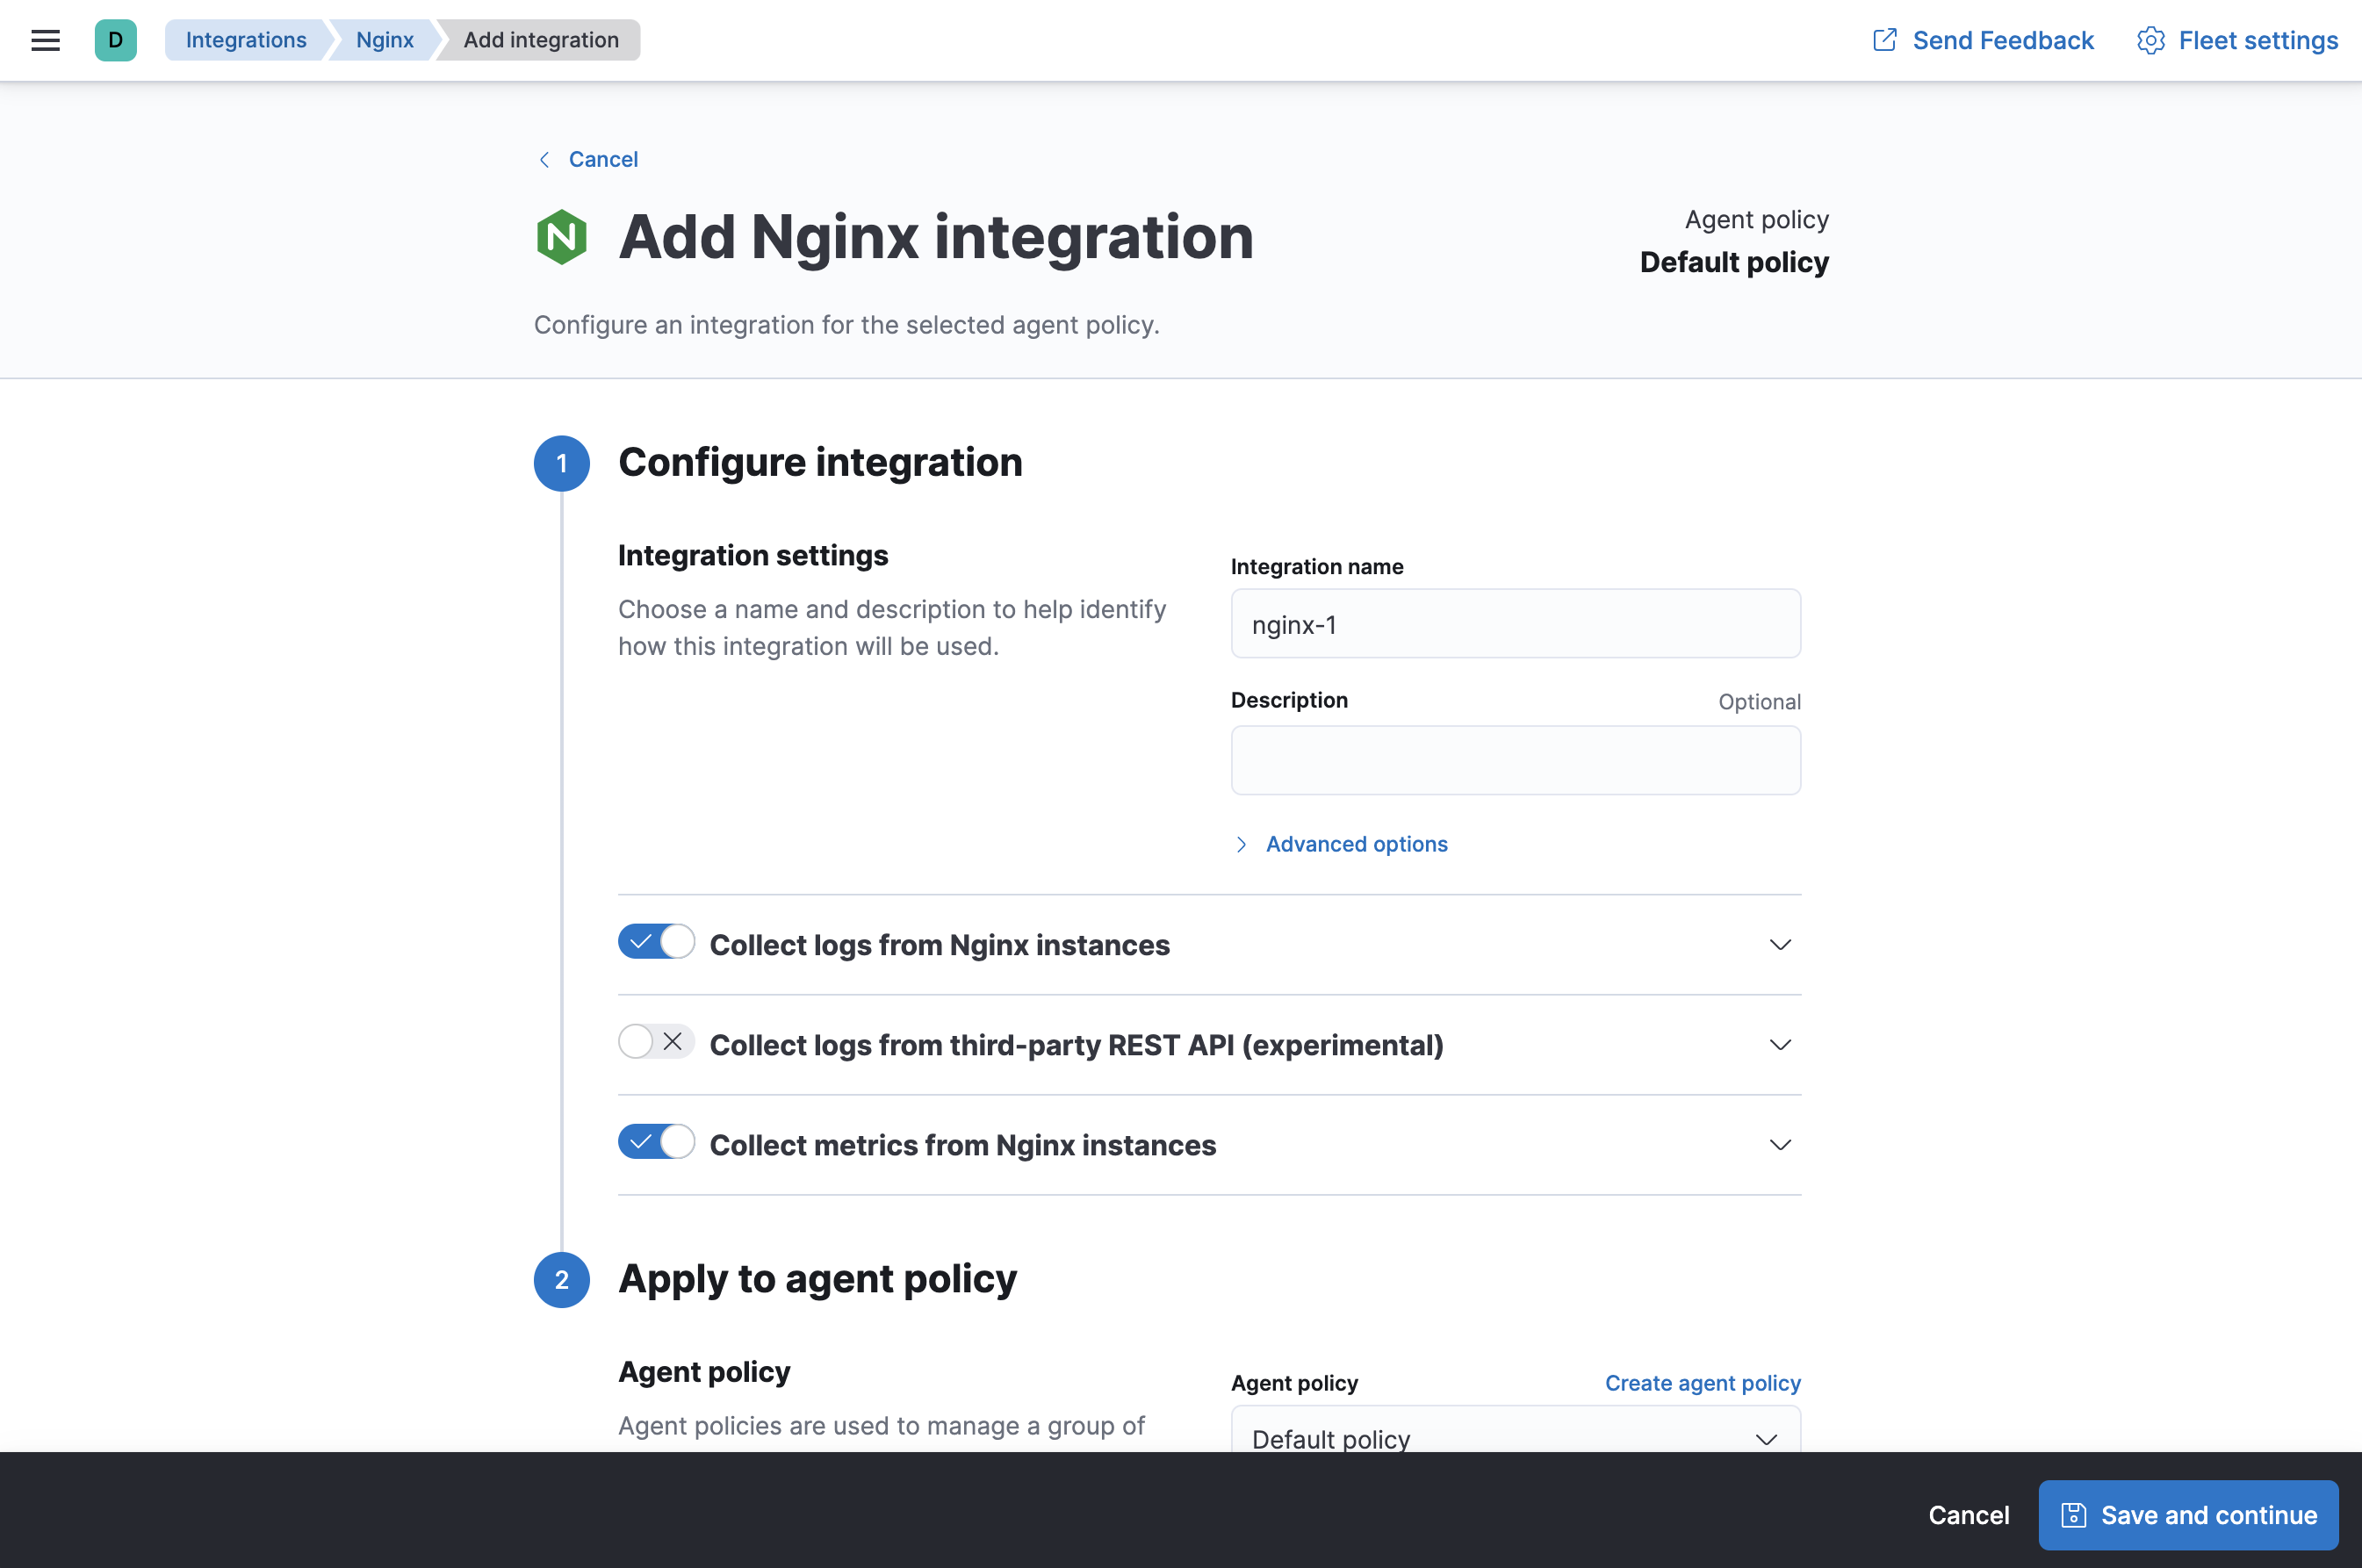 D
Integrations
Nginx
Add integration
Send Feedback
Fleet settings
Cancel
N
Add Nginx integration
Agent policy
Default policy
Configure an integration for the selected agent policy.
1
Configure integration
Integration settings
Choose a name and description to help identify
how this integration will be used.
Integration name
nginx-1
Description
Optional
Advanced options
Collect logs from Nginx instances
Collect logs from third-party REST API (experimental)
Collect metrics from Nginx instances
2
Apply to agent policy
Agent policy
Agent policies are used to manage a group of
Agent policy
Create agent policy
Default policy
Cancel
Save and continue